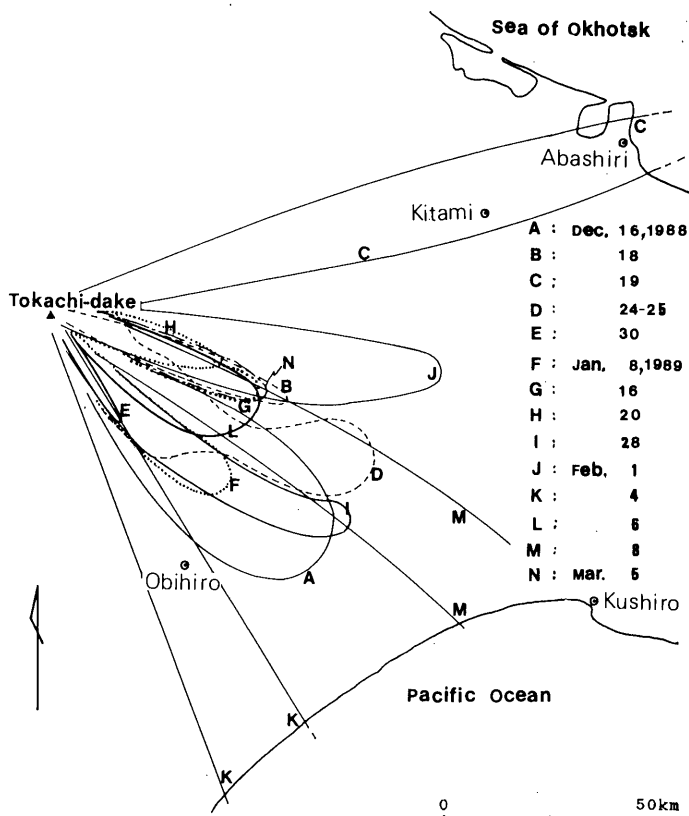 Sea of Okhotsk
C
Abashiri
Kitami
C
A : Dec. 16,1988
B : 18
C ; 19
D : 24-25
E : 30
F : Jan. 8,1989
G : 16
H : 20
I : 28
J : Feb. 1
K : 4
L ; 6
M : 8
N : Mar. 5
Tokachi-dake
H
N
B
J
G
E
L
D
F
I
M
A
Obihiro
M
Kushiro
Pacific Ocean
K
K
0 50km